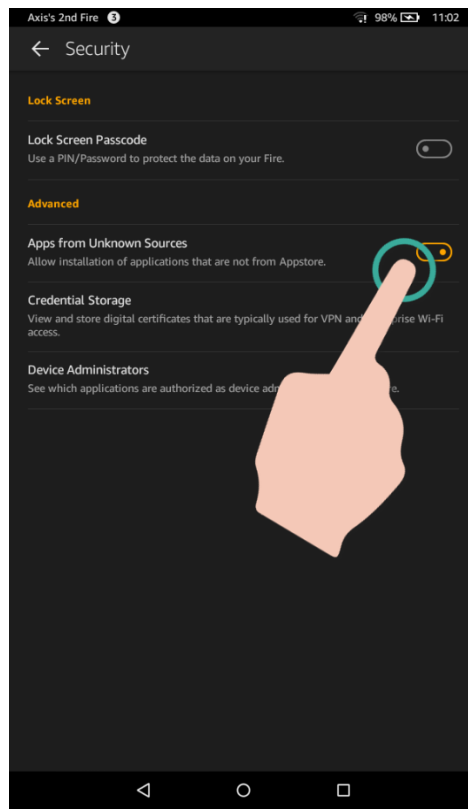 Axis's 2nd Fire 3 98% 11:02
Security
Lock Screen
Lock Screen Passcode
Use a PIN/Password to protect the data on your Fire.
Advanced
Apps from Unknown Sources
Allow installation of applications that are not from Appstore.
Credential Storage
View and store digital certificates that are typically used for VPN and Wi-Fi
access.
Device Administrators
See which applications are authorized as device